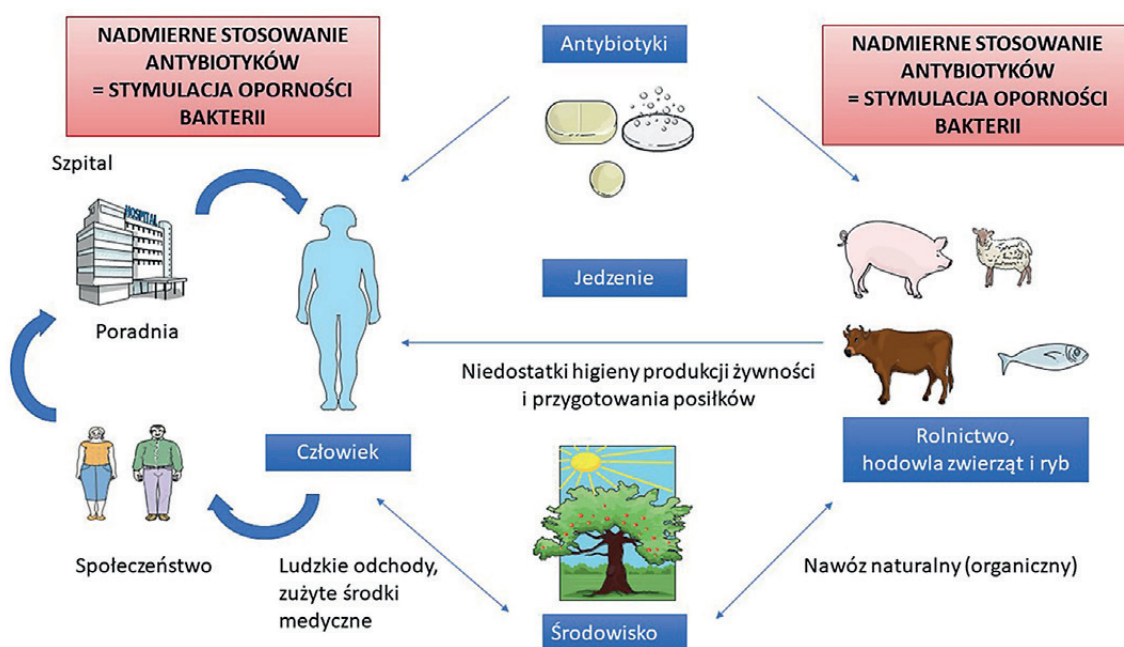 NADMIERNE STOSOWANIE
ANTYBIOTYKÓW
= STYMULACJA OPORNOŚCI
BAKTERII
Antybiotyki
NADMIERNE STOSOWANIE
ANTYBIOTYKÓW
= STYMULACJA OPORNOŚCI
BAKTERII
Szpital
HOSPITAL
Poradnia
Jedzenie
Niedostatki higieny produkcji żywności
i przygotowania posiłków
Człowiek
Rolnictwo,
hodowla zwierząt i ryb
Społeczeństwo
Ludzkie odchody,
zużyte środki
medyczne
Nawóz naturalny (organiczny)
Środowisko